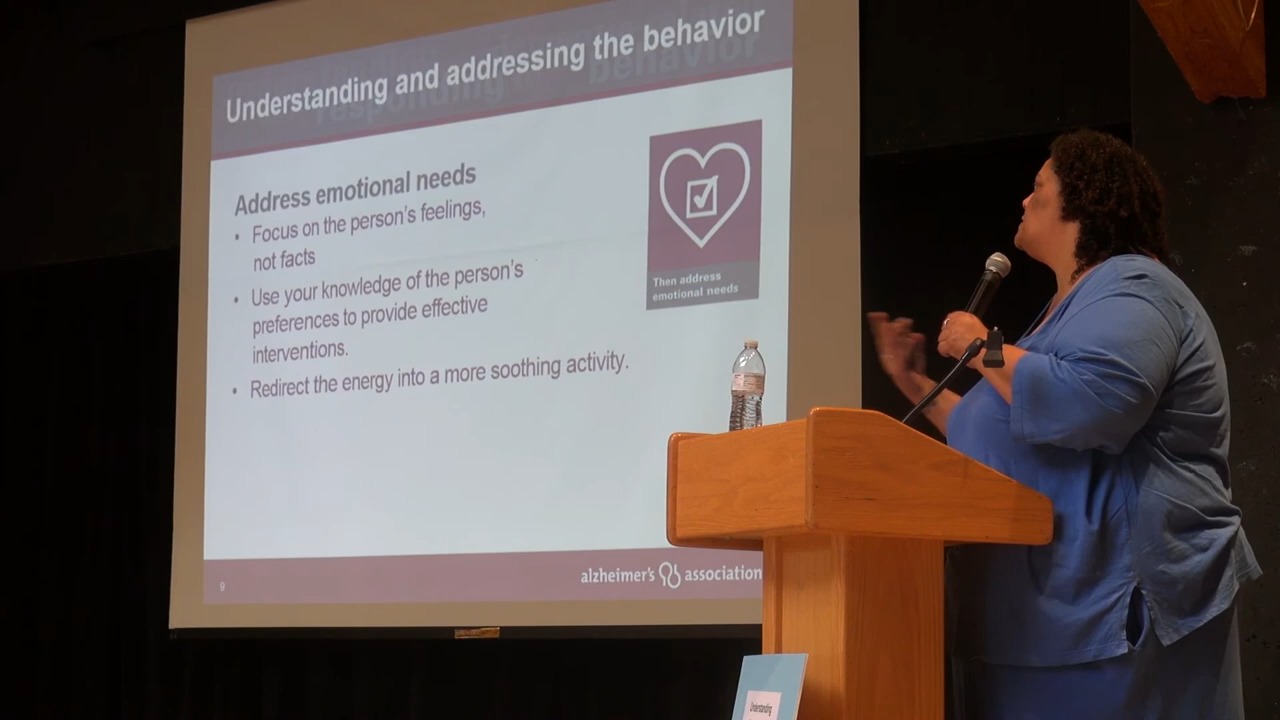 Understanding and addressing the behavior
Address emotional needs
• Focus on the person's feelings,
not facts
• Use your knowledge of the person's
preferences to provide effective
interventions.
• Redirect the energy into a more soothing activity.
Then address
emotional needs
9
alzheimer's association
Understanding